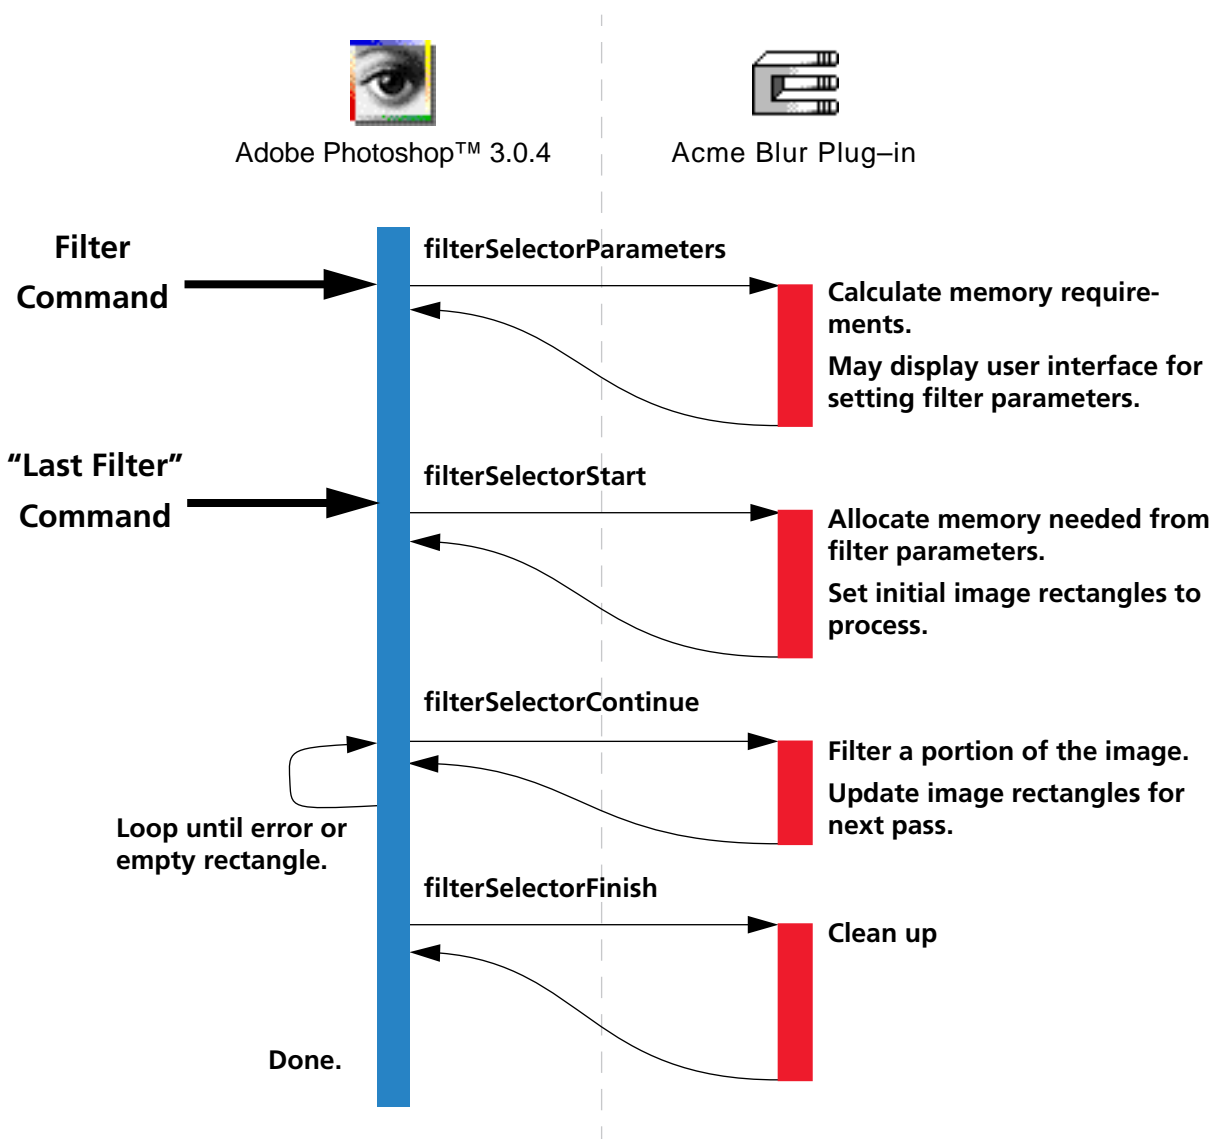 Adobe Photoshop™ 3.0.4
Acme Blur Plug–in
Filter
Command
filterSelectorParameters
Calculate memory require-
ments.
May display user interface for
setting filter parameters.
“Last Filter”
Command
filterSelectorStart
Allocate memory needed from
filter parameters.
Set initial image rectangles to
process.
filterSelectorContinue
Filter a portion of the image.
Update image rectangles for
next pass.
Loop until error or
empty rectangle.
filterSelectorFinish
Clean up
Done.